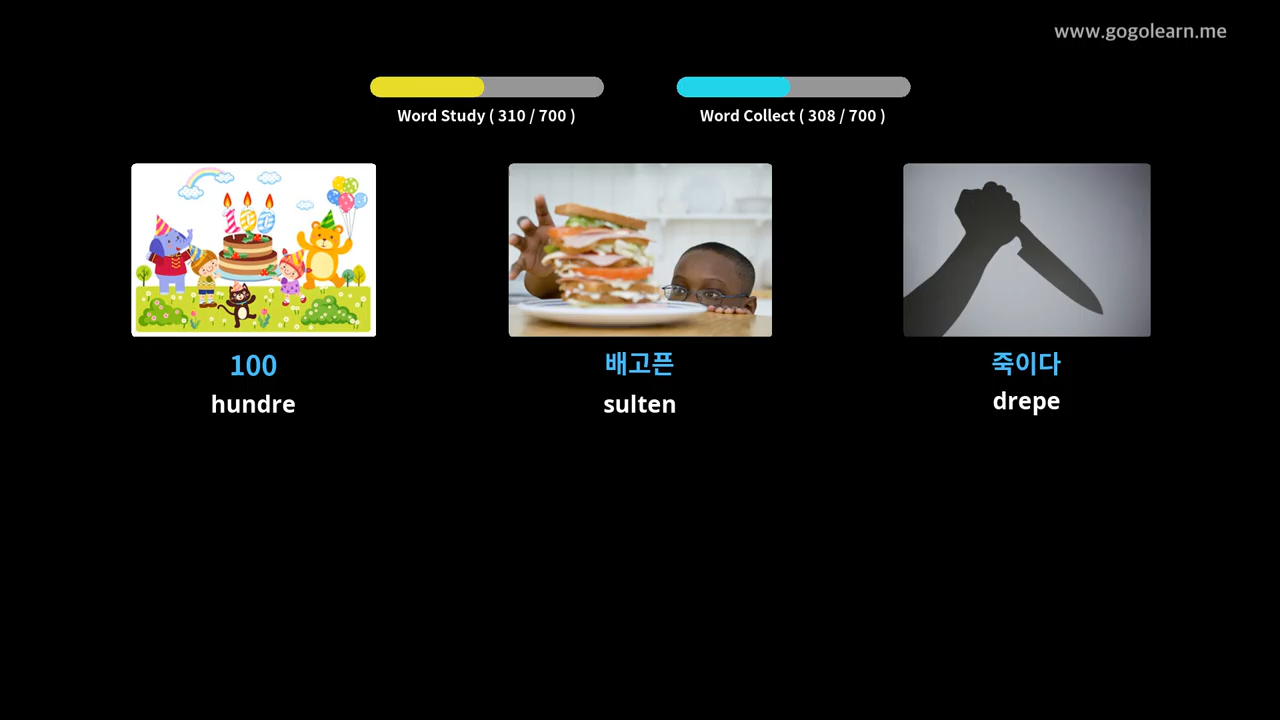 www.gogolearn.me
Word Study ( 310 / 700 )
Word Collect ( 308 / 700 )
100
100
hundre
배고픈
sulten
죽이다
drepe